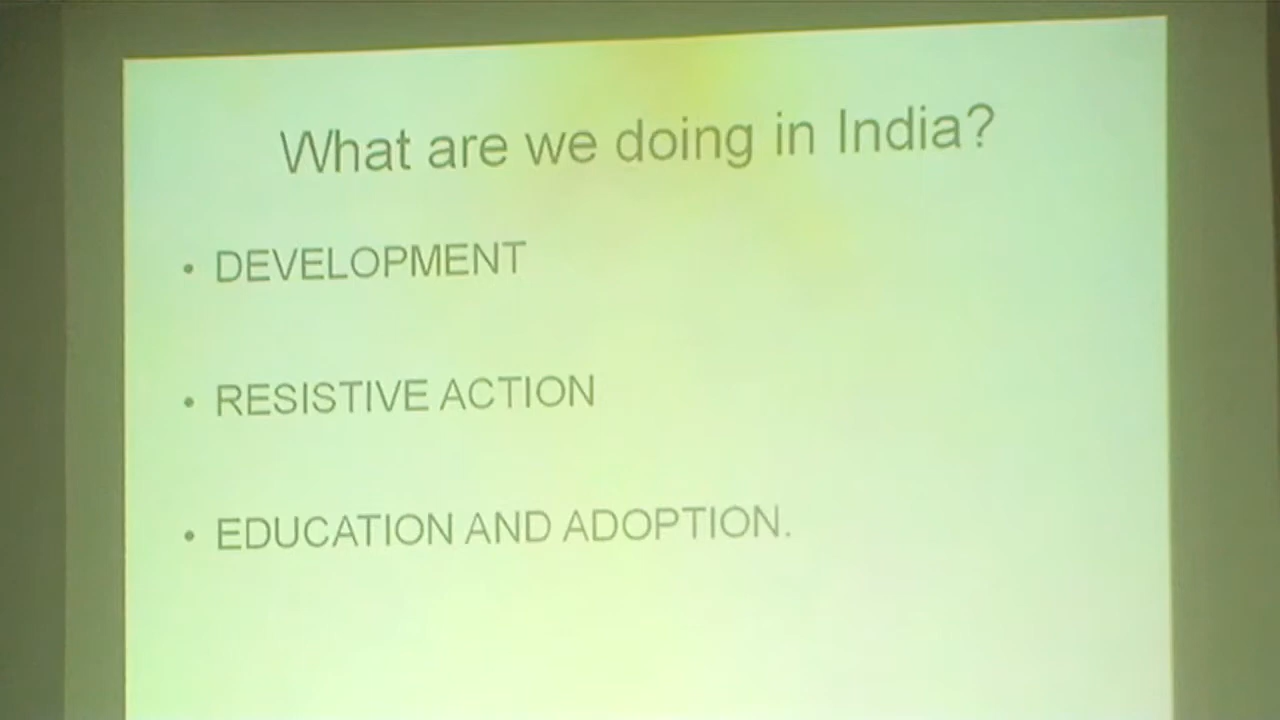 What are we doing in India?
• DEVELOPMENT
• RESISTIVE ACTION
• EDUCATION AND ADOPTION.